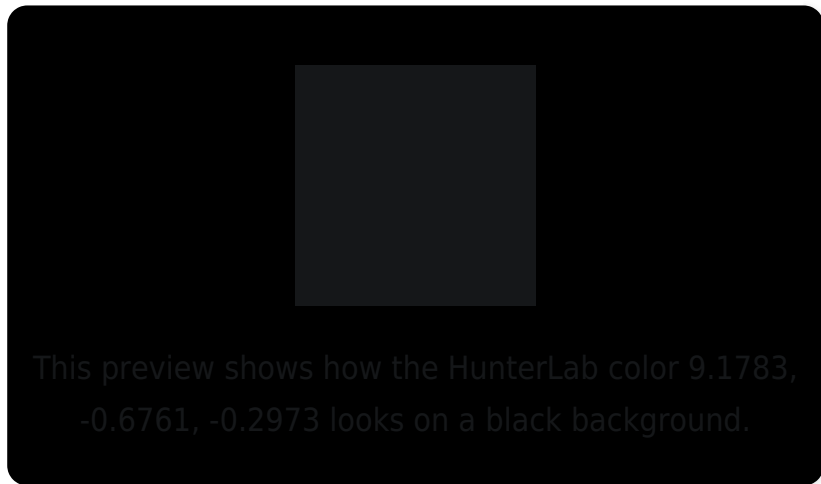 This preview shows how the HunterLab color 9.1783,
-0.6761, -0.2973 looks on a black background.